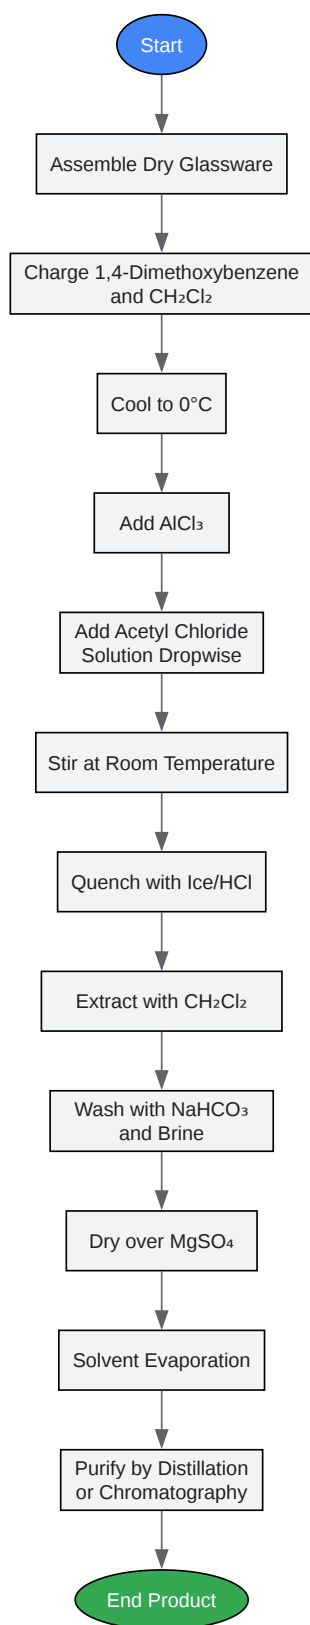 Start
Assemble Dry Glassware
Charge 1,4-Dimethoxybenzene
and CH₂Cl₂
Cool to 0°C
Add AlCl₃
Add Acetyl Chloride
Solution Dropwise
Stir at Room Temperature
Quench with Ice/HCl
Extract with CH₂Cl₂
Wash with NaHCO₃
and Brine
Dry over MgSO₄
Solvent Evaporation
Purify by Distillation
or Chromatography
End Product